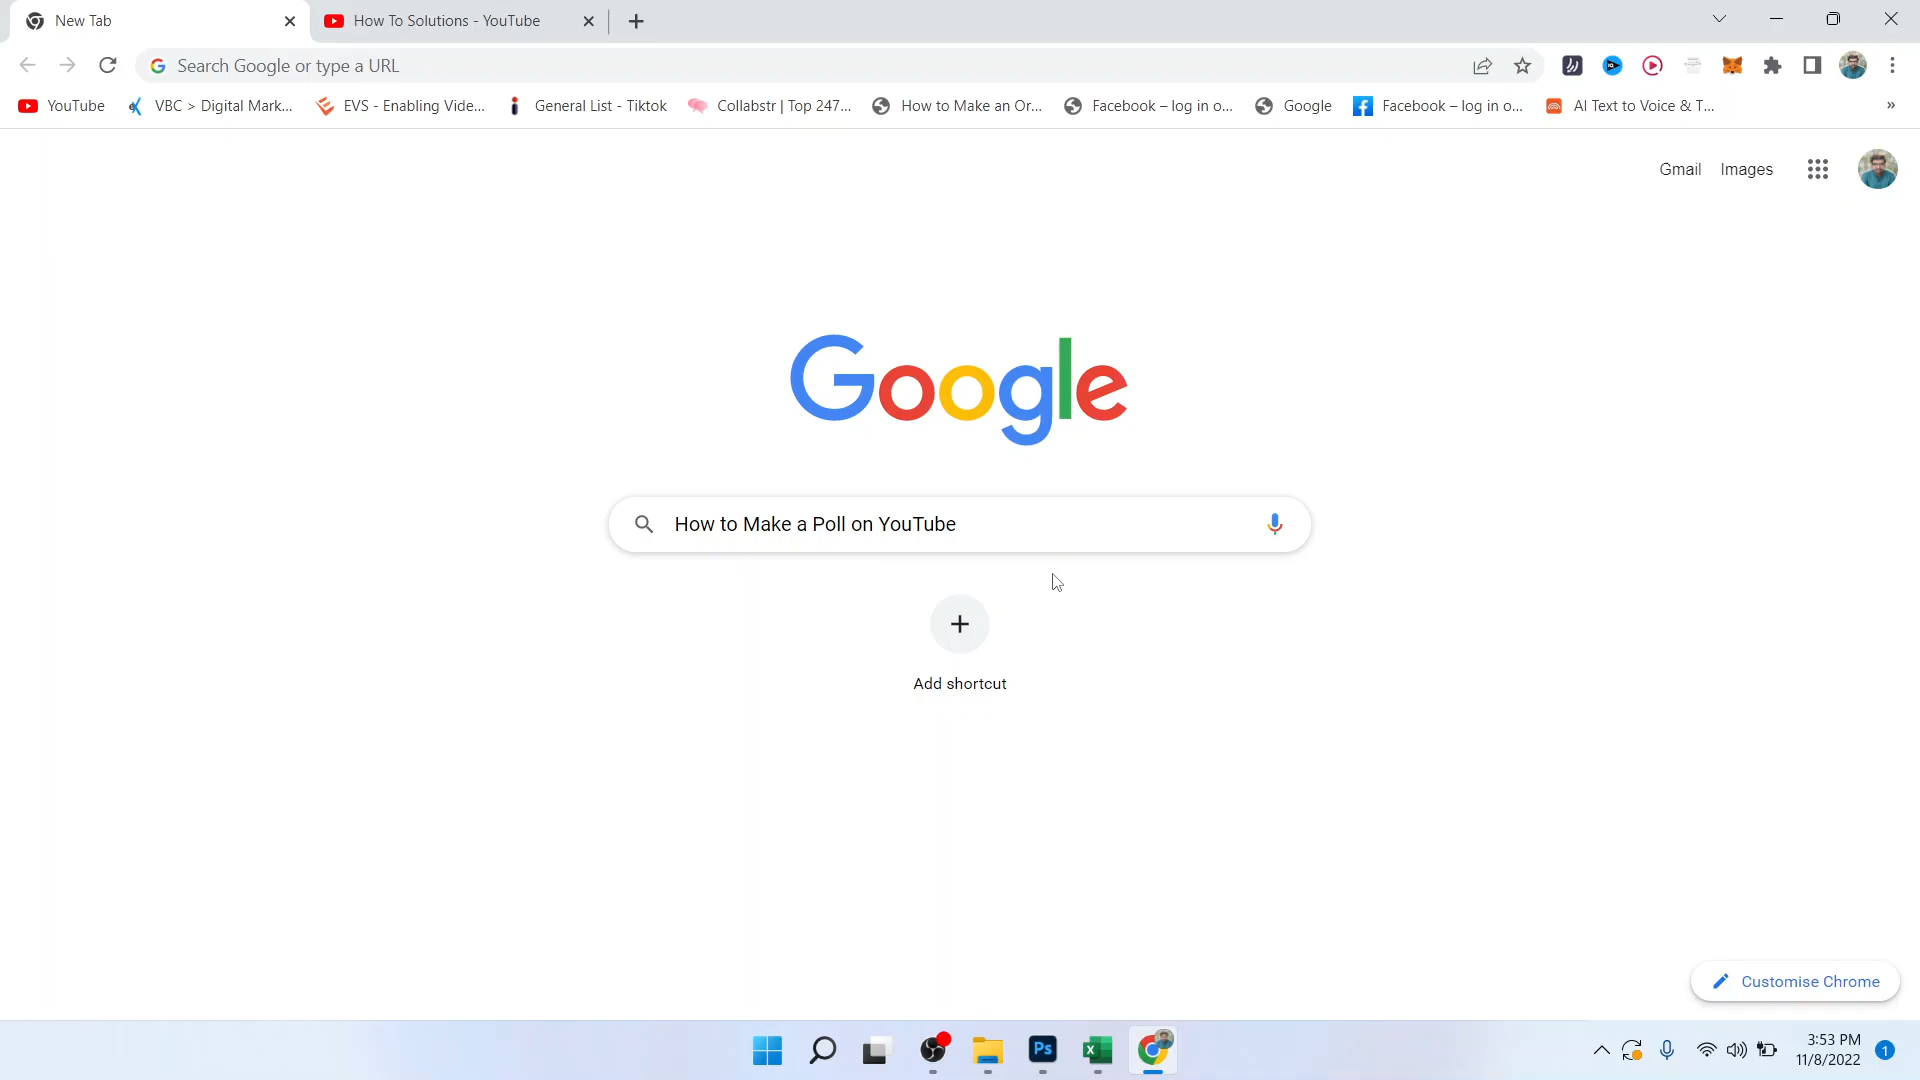 New Tab
How To Solutions - YouTube
Search Google or type a URL
YouTube
VBC > Digital Mark...
EVS - Enabling Vide...
General List - Tiktok
Collabstr | Top 247...
How to Make an Or...
Facebook – log in o...
Google
Facebook – log in o...
AI Text to Voice & T...
Gmail
Images
Google
How to Make a Poll on YouTube
Add shortcut
Customise Chrome
Ps
3:53 PM
11/8/2022
1